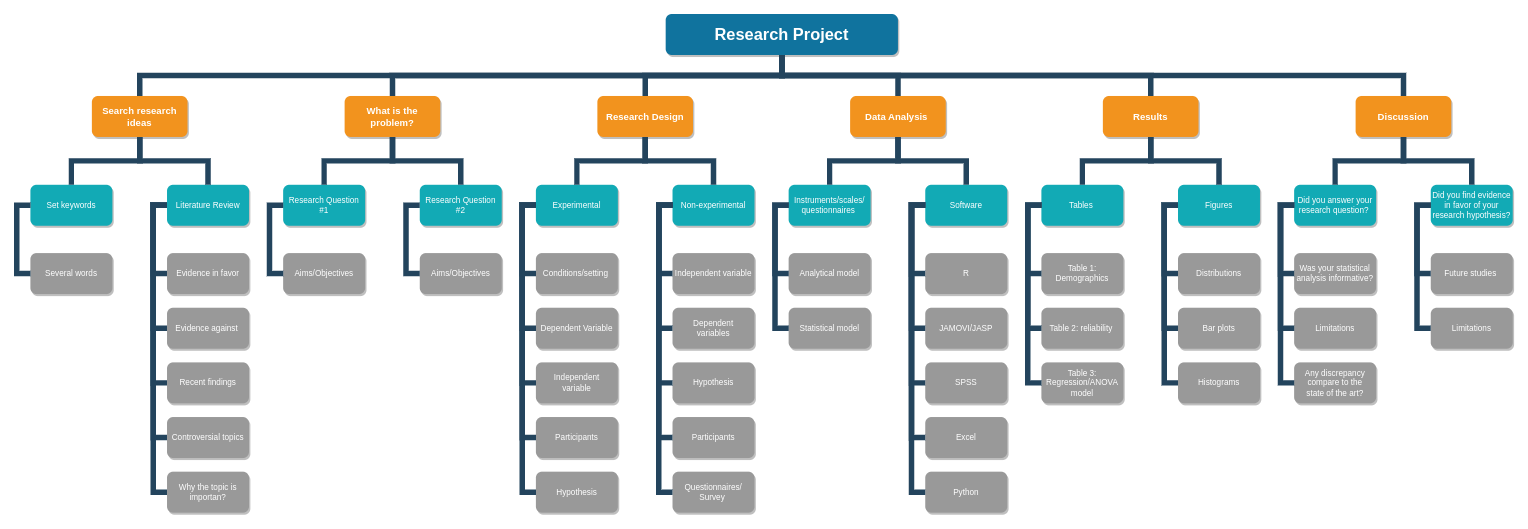 Research Project
Search research
ideas
What is the
problem?
Research Design
Data Analysis
Results
Discussion
Set keywords
Literature Review
Research Question
#1
Research Question
#2
Experimental
Non-experimental
Instruments/scales/
questionnaires
Software
Tables
Figures
Did you answer your
research question?
Did you find evidence
in favor of your
research hypothesis?
Several words
Evidence in favor
Aims/Objectives
Aims/Objectives
Conditions/setting
Independent variable
Analytical model
R
Table 1:
Demographics
Distributions
Was your statistical
analysis informative?
Future studies
Evidence against
Dependent Variable
Dependent
variables
Statistical model
JAMOVI/JASP
Table 2: reliability
Bar plots
Limitations
Limitations
Recent findings
Independent
variable
Hypothesis
SPSS
Table 3:
Regression/ANOVA
model
Histograms
Any discrepancy
compare to the
state of the art?
Controversial topics
Participants
Participants
Excel
Why the topic is
importan?
Hypothesis
Questionnaires/
Survey
Python